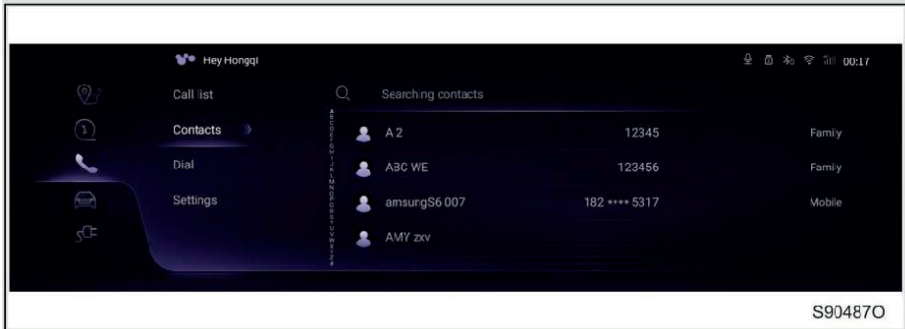 Hey Hongqi
00:17
Call list
Searching contacts
Contacts
A 2
12345
Family
Dial
ABC WE
123456
Family
Settings
amsungS6 007
182 **** 5317
Mobile
AMY zxv
A
B
C
D
E
F
G
H
I
J
K
L
M
N
O
P
Q
R
S
T
U
V
W
X
Y
Z
#
S90487O